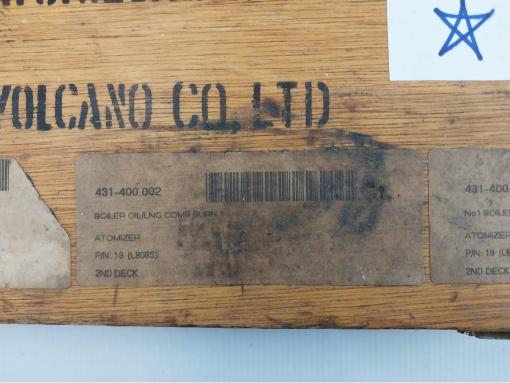 VOLCANO CO., LTD
431-400.002
BOILER OIL/LNG COMB BURN 1
ATOMIZER
P/N: 19 (L808S)
2ND DECK
431-400
No1 BOILE
ATOMIZER
P/N: 19
2ND DECK